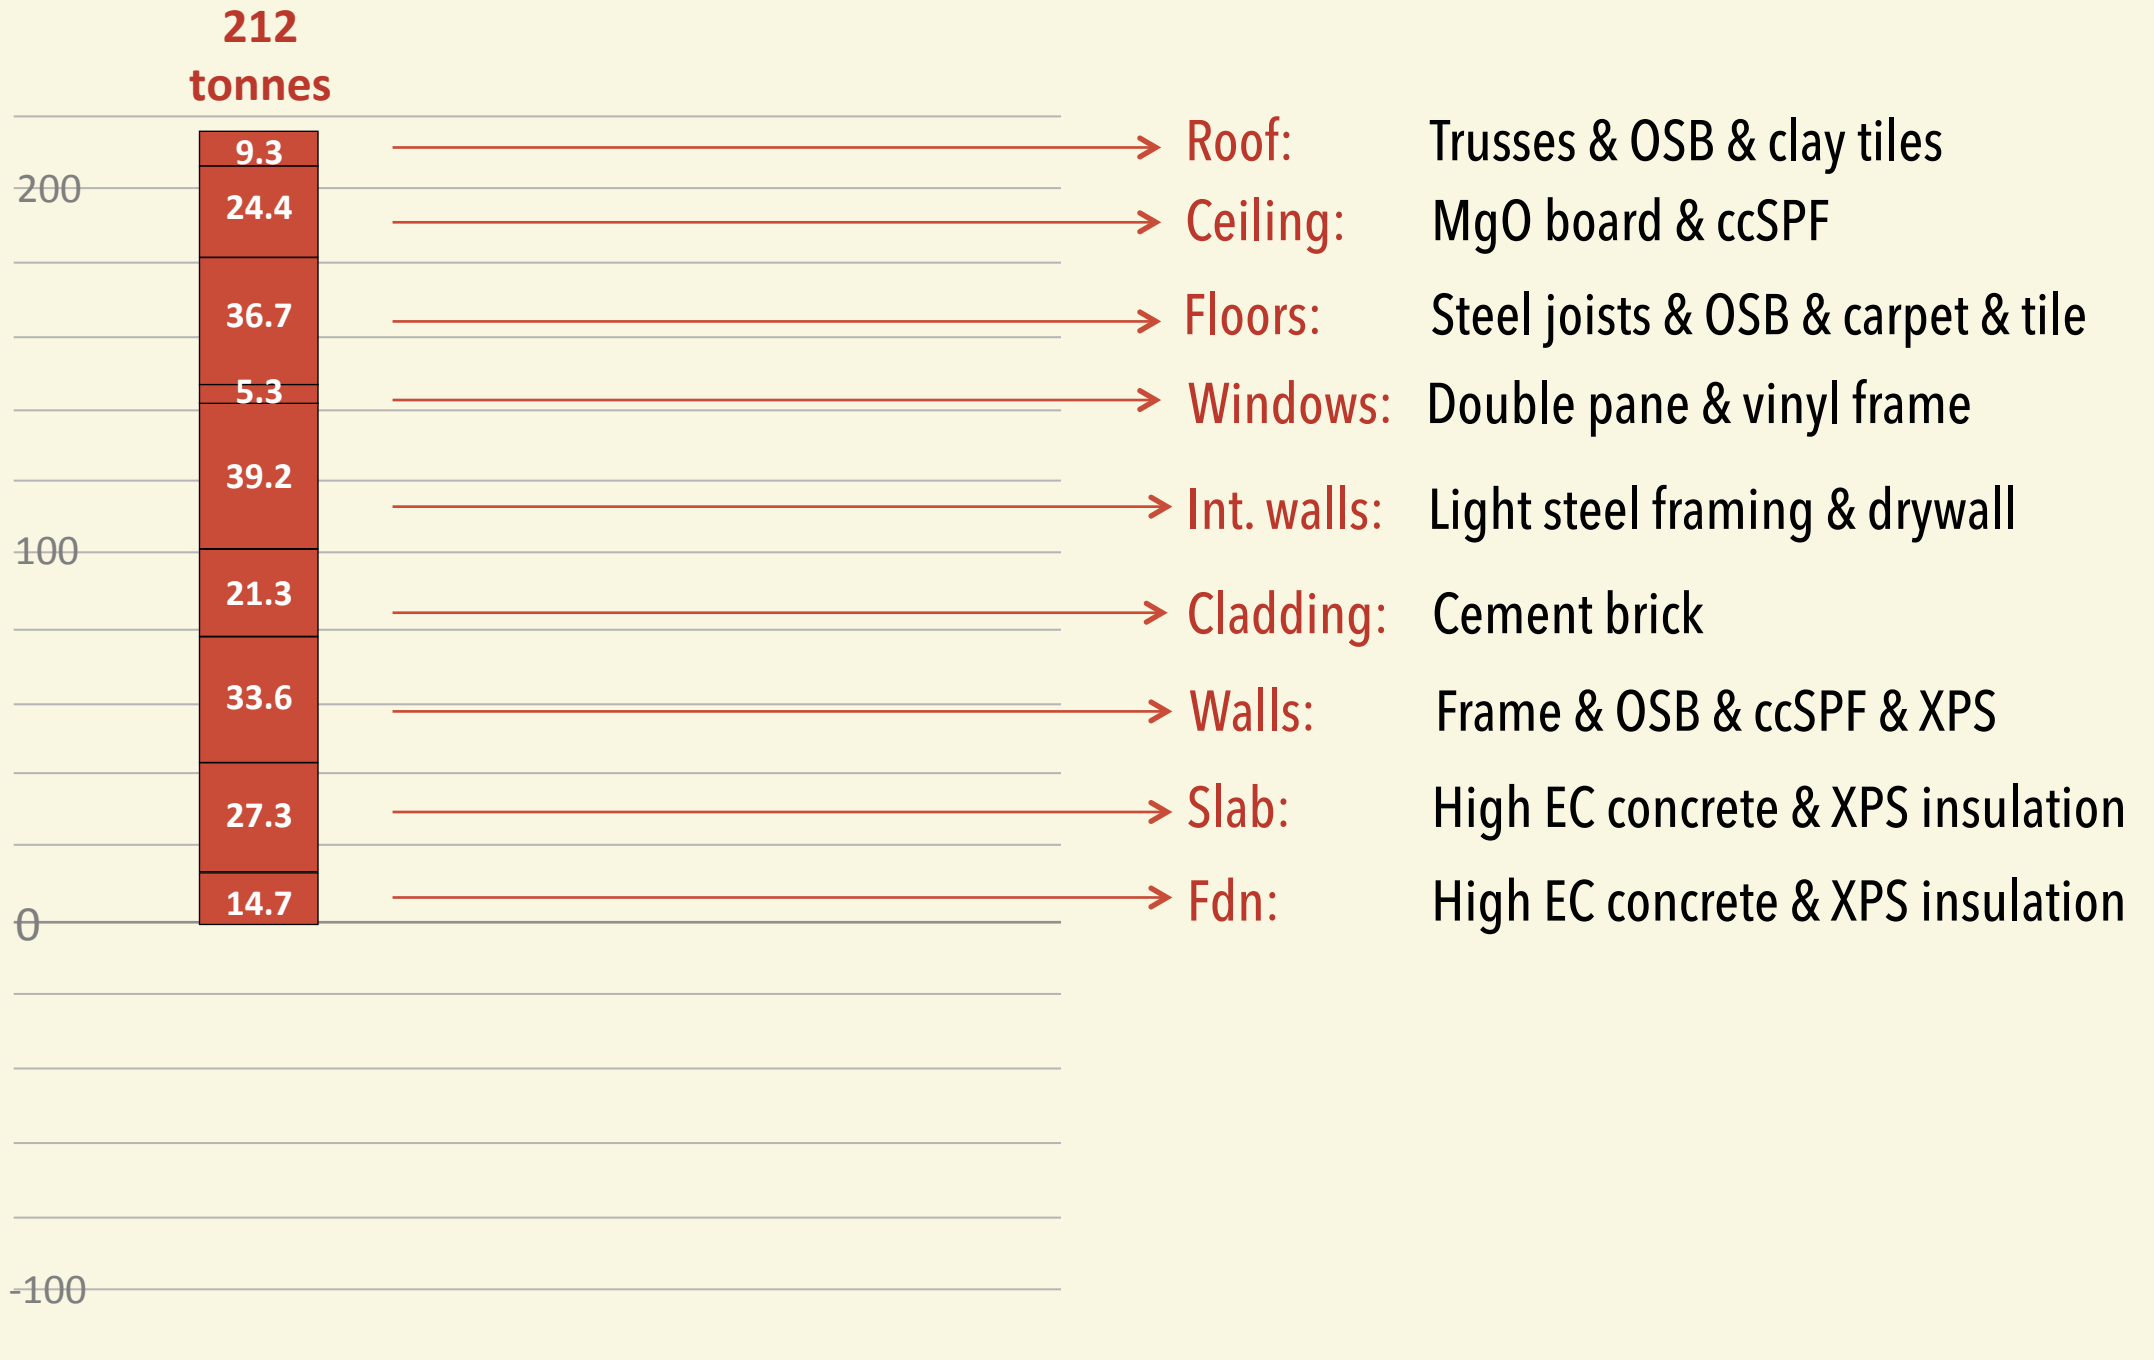 212
tonnes
9.3 Roof: Trusses & OSB & clay tiles
200
24.4 Ceiling: MgO board & ccSPF
36.7 Floors: Steel joists & OSB & carpet & tile
5.3 Windows: Double pane & vinyl frame
39.2 Int. walls: Light steel framing & drywall
100
21.3 Cladding: Cement brick
33.6 Walls: Frame & OSB & ccSPF & XPS
27.3 Slab: High EC concrete & XPS insulation
14.7 Fdn: High EC concrete & XPS insulation
0
-100